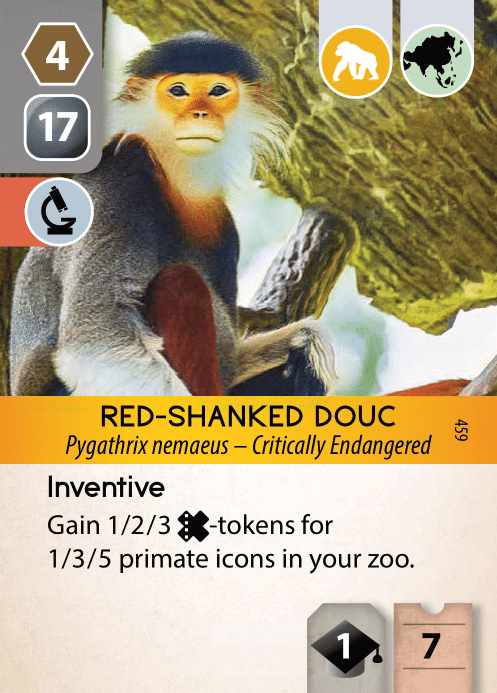 4
17
RED-SHANKED DOUC
Pygathrix nemaeus – Critically Endangered
459
Inventive
Gain 1/2/3 -tokens for
1/3/5 primate icons in your zoo.
1
7